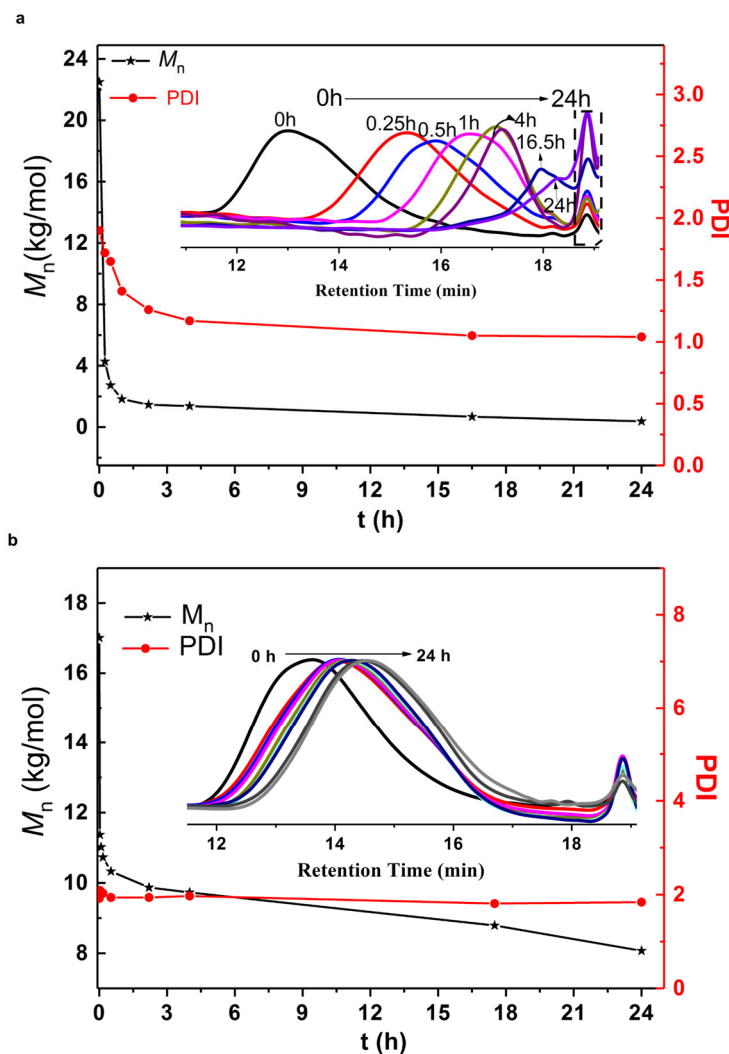 a
Mn
PDI
0h 24h
0h
0.25h
0.5h
1h
4h
16.5h
24h
12 14 16 18
Retention Time (min)
24
20
16
12
8
4
0
Mn(kg/mol)
3.0
2.5
2.0
1.5
1.0
0.5
0.0
PDI
0 3 6 9 12 15 18 21 24
t (h)
b
Mn
PDI
0 h 24 h
12 14 16 18
Retention Time (min)
18
16
14
12
10
8
Mn (kg/mol)
8
6
4
2
0
PDI
0 3 6 9 12 15 18 21 24
t (h)